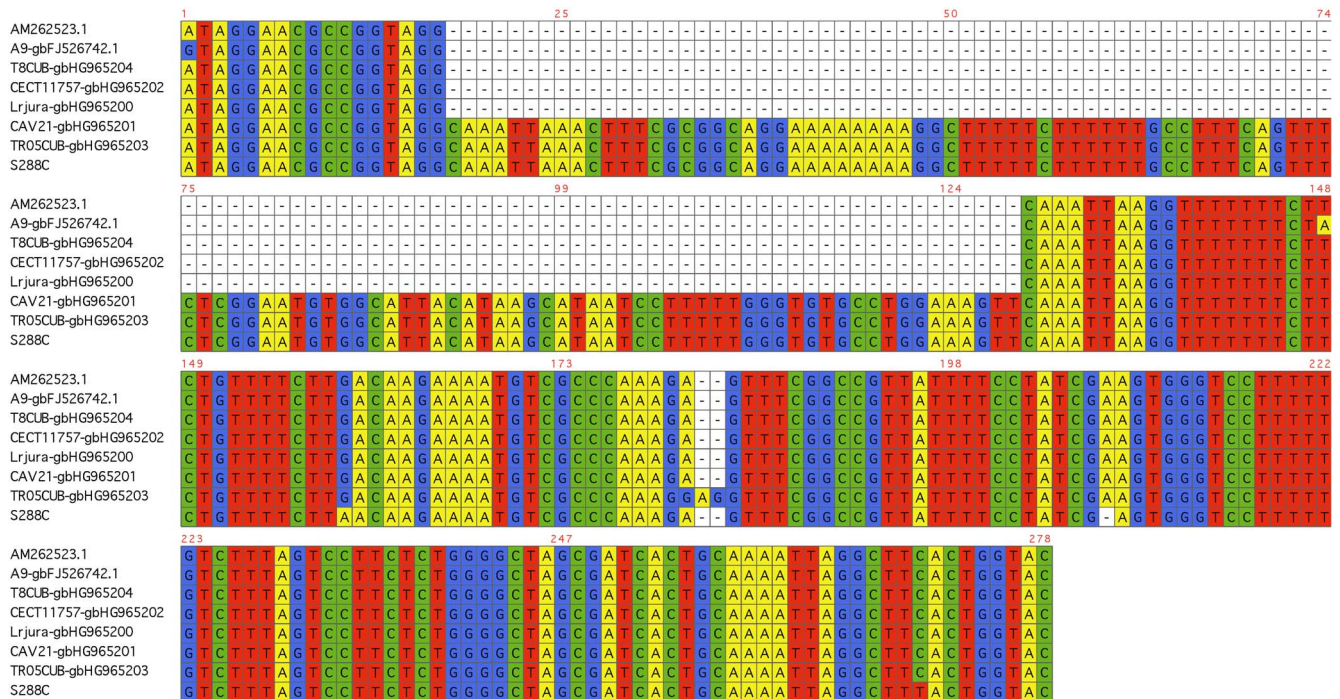 1 25 50 74
AM262523.1 ATAGGAACGCCGGTAGG---------------------------------------------------------
A9-gbFJ526742.1 GTAGGAACGCCGGTAGG---------------------------------------------------------
T8CUB-gbHG965204 ATAGGAACGCCGGTAGG---------------------------------------------------------
CECT11757-gbHG965202 ATAGGAACGCCGGTAGG---------------------------------------------------------
Lrjura-gbHG965200 ATAGGAACGCCGGTAGG---------------------------------------------------------
CAV21-gbHG965201 ATAGGAACGCCGGTAGGCAAATTAAACTTTCGCGGCAGGAAAAAAAAGGCTTTTTCTTTTTTGCCTTTCAGTTT
TR05CUB-gbHG965203 ATAGGAACGCCGGTAGGCAAATTAAACTTTCGCGGCAGGAAAAAAAAGGCTTTTTCTTTTTTGCCTTTCAGTTT
S288C ATAGGAACGCCGGTAGGCAAATTAAACTTTCGCGGCAGGAAAAAAAAGGCTTTTTCTTTTTTGCCTTTCAGTTT
75 99 124 148
AM262523.1 ------------------------------------------------------CAAATTAAGGTTTTTTTCTT
A9-gbFJ526742.1 ------------------------------------------------------CAAATTAAGGTTTTTTTCTA
T8CUB-gbHG965204 ------------------------------------------------------CAAATTAAGGTTTTTTTCTT
CECT11757-gbHG965202 ------------------------------------------------------CAAATTAAGGTTTTTTTCTT
Lrjura-gbHG965200 ------------------------------------------------------CAAATTAAGGTTTTTTTCTT
CAV21-gbHG965201 CTCGGAATGTGGCATTACATAAGCATAATCCTTTTTGGGTGTGCCTGGAAAGTTCAAATTAAGGTTTTTTTCTT
TR05CUB-gbHG965203 CTCGGAATGTGGCATTACATAAGCATAATCCTTTTTGGGTGTGCCTGGAAAGTTCAAATTAAGGTTTTTTTCTT
S288C CTCGGAATGTGGCATTACATAAGCATAATCCTTTTTGGGTGTGCCTGGAAAGTTCAAATTAAGGTTTTTTTCTT
149 173 198 222
AM262523.1 CTGTTTTCTTGACAAGAAAATGTCGCCCAAAGA--GTTTCGGCCGTTATTTTCCTATCGAAGTGGGTCCTTTTT
A9-gbFJ526742.1 CTGTTTTCTTGACAAGAAAATGTCGCCCAAAGA--GTTTCGGCCGTTATTTTCCTATCGAAGTGGGTCCTTTTT
T8CUB-gbHG965204 CTGTTTTCTTGACAAGAAAATGTCGCCCAAAGA--GTTTCGGCCGTTATTTTCCTATCGAAGTGGGTCCTTTTT
CECT11757-gbHG965202 CTGTTTTCTTGACAAGAAAATGTCGCCCAAAGA--GTTTCGGCCGTTATTTTCCTATCGAAGTGGGTCCTTTTT
Lrjura-gbHG965200 CTGTTTTCTTGACAAGAAAATGTCGCCCAAAGA--GTTTCGGCCGTTATTTTCCTATCGAAGTGGGTCCTTTTT
CAV21-gbHG965201 CTGTTTTCTTGACAAGAAAATGTCGCCCAAAGA--GTTTCGGCCGTTATTTTCCTATCGAAGTGGGTCCTTTTT
TR05CUB-gbHG965203 CTGTTTTCTTGACAAGAAAATGTCGCCCAAAGGAGGTTTCGGCCGTTATTTTCCTATCGAAGTGGGTCCTTTTT
S288C CTGTTTTCTTAACAAGAAAATGTCGCCCAAAGA--GTTTCGGCCGTTATTTTCCTATCG-AGTGGGTCCTTTTT
223 247 278
AM262523.1 GTCTTTAGTCCTTCTCTGGGGCTAGCGATCACTGCAAAATTAGGCTTCACTGGTAC
A9-gbFJ526742.1 GTCTTTAGTCCTTCTCTGGGGCTAGCGATCACTGCAAAATTAGGCTTCACTGGTAC
T8CUB-gbHG965204 GTCTTTAGTCCTTCTCTGGGGCTAGCGATCACTGCAAAATTAGGCTTCACTGGTAC
CECT11757-gbHG965202 GTCTTTAGTCCTTCTCTGGGGCTAGCGATCACTGCAAAATTAGGCTTCACTGGTAC
Lrjura-gbHG965200 GTCTTTAGTCCTTCTCTGGGGCTAGCGATCACTGCAAAATTAGGCTTCACTGGTAC
CAV21-gbHG965201 GTCTTTAGTCCTTCTCTGGGGCTAGCGATCACTGCAAAATTAGGCTTCACTGGTAC
TR05CUB-gbHG965203 GTCTTTAGTCCTTCTCTGGGGCTAGCGATCACTGCAAAATTAGGCTTCACTGGTAC
S288C GTCTTTAGTCCTTCTCTGGGGCTAGCGATCACTGCAAAATTAGGCTTTACTGGTAC